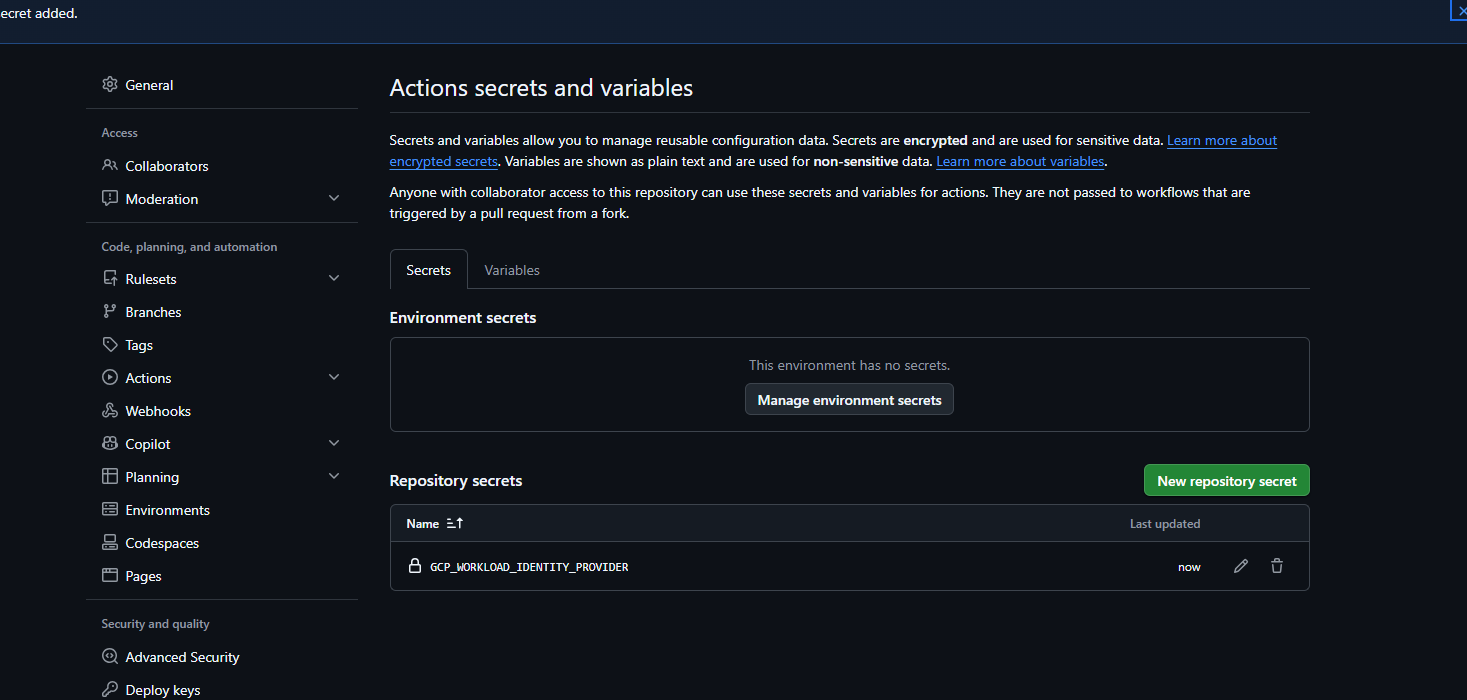 ecret added.
General
Access
Collaborators
Moderation
Code, planning, and automation
Rulesets
Branches
Tags
Actions
Webhooks
Copilot
Planning
Environments
Codespaces
Pages
Security and quality
Advanced Security
Deploy keys
Actions secrets and variables
Secrets and variables allow you to manage reusable configuration data. Secrets are encrypted and are used for sensitive data. Learn more about
encrypted secrets. Variables are shown as plain text and are used for non-sensitive data. Learn more about variables.
Anyone with collaborator access to this repository can use these secrets and variables for actions. They are not passed to workflows that are
triggered by a pull request from a fork.
Secrets Variables
Environment secrets
This environment has no secrets.
Manage environment secrets
Repository secrets
New repository secret
Name Last updated
GCP_WORKLOAD_IDENTITY_PROVIDER now